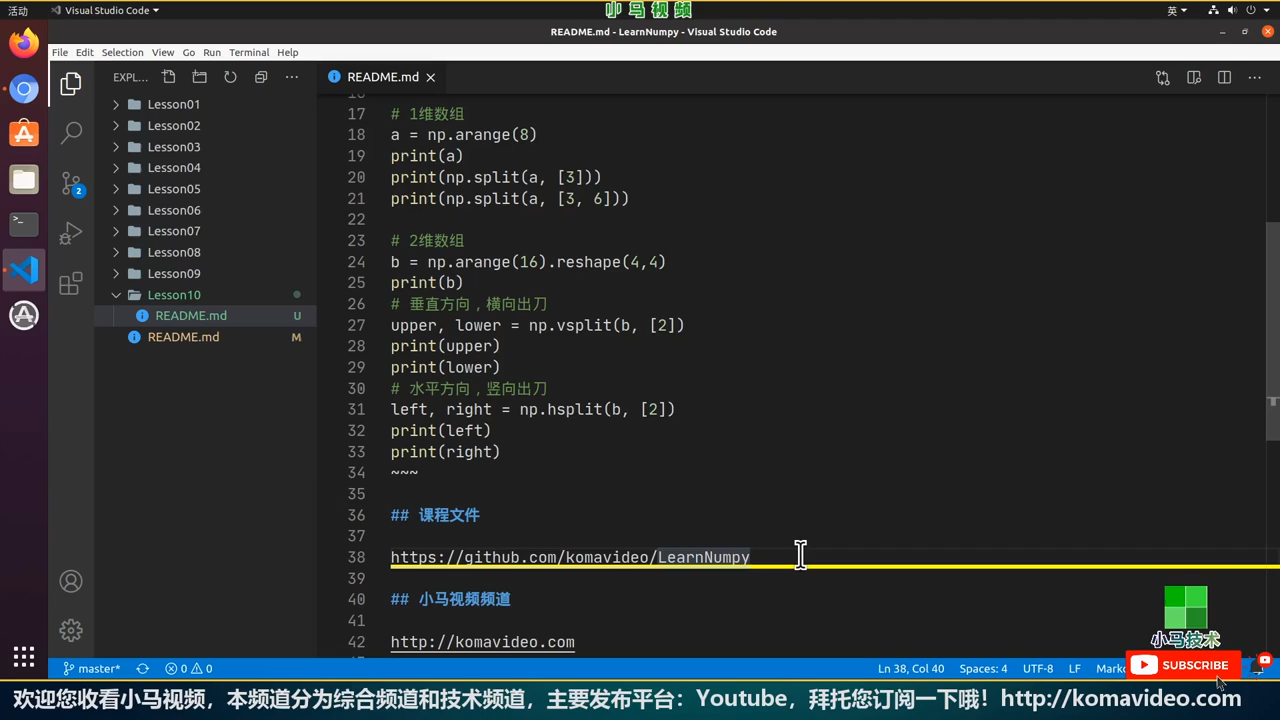 活动
Visual Studio Code
小马视频
英
README.md - LearnNumpy - Visual Studio Code
File Edit Selection View Go Run Terminal Help
EXPL...
README.md
Lesson01
Lesson02
Lesson03
Lesson04
Lesson05
Lesson06
Lesson07
Lesson08
Lesson09
Lesson10
README.md U
README.md M
2
17 # 1维数组
18 a = np.arange(8)
19 print(a)
20 print(np.split(a, [3]))
21 print(np.split(a, [3, 6]))
22
23 # 2维数组
24 b = np.arange(16).reshape(4,4)
25 print(b)
26 # 垂直方向，横向出刀
27 upper, lower = np.vsplit(b, [2])
28 print(upper)
29 print(lower)
30 # 水平方向，竖向出刀
31 left, right = np.hsplit(b, [2])
32 print(left)
33 print(right)
34 ~~~
35
36 ## 课程文件
37
38 https://github.com/komavideo/LearnNumpy
39
40 ## 小马视频频道
41
42 http://komavideo.com
小马技术
SUBSCRIBE
master* 0 0 Ln 38, Col 40 Spaces: 4 UTF-8 LF
欢迎您收看小马视频，本频道分为综合频道和技术频道，主要发布平台：Youtube，拜托您订阅一下哦！http://komavideo.com